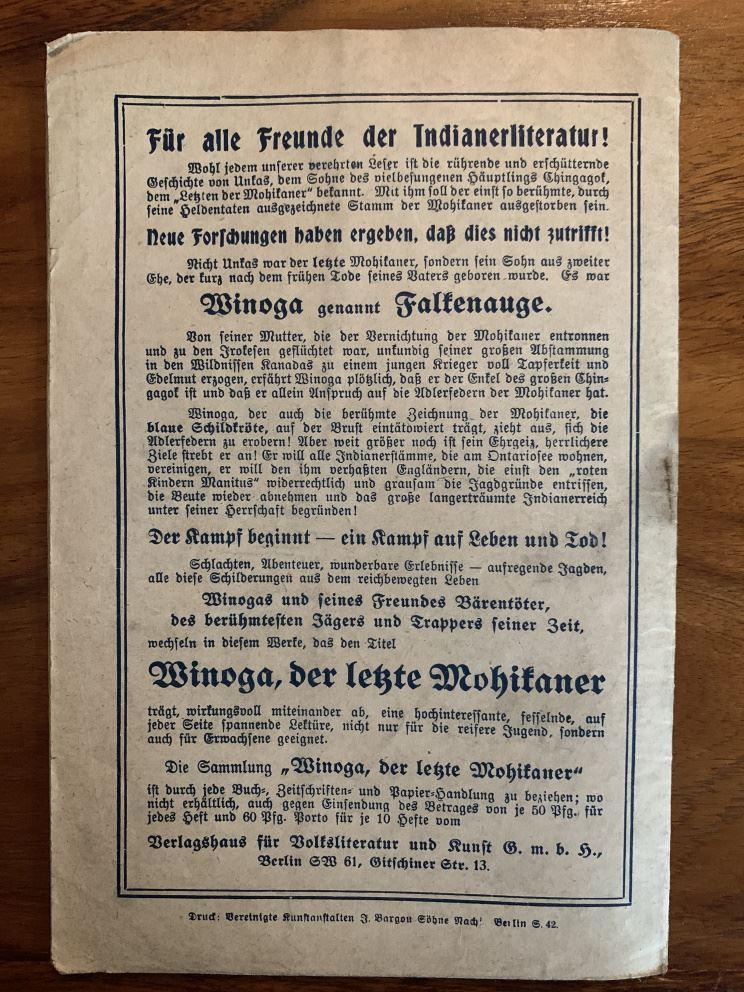 Für alle Freunde der Indianerliteratur!
Wohl jedem unserer verehrten Leser ist die rührende und erschütternde
Geschichte von Unkas, dem Sohne des vielbesungenen Häuptlings Chingagok,
dem „Letzten der Mohikaner" bekannt. Mit ihm soll der einst so berühmte, durch
seine Heldentaten ausgezeichnete Stamm der Mohikaner ausgestorben sein.
Neue Forschungen haben ergeben, daß dies nicht zutrifft!
Nicht Unkas war der letzte Mohikaner, sondern sein Sohn aus zweiter
Ehe, der kurz nach dem frühen Tode seines Vaters geboren wurde. Es war
Winoga genannt Falkenauge.
Von seiner Mutter, die der Vernichtung der Mohikaner entronnen
und zu den Irokesen geflüchtet war, unkundig seiner großen Abstammung
in den Wildnissen Kanadas zu einem jungen Krieger voll Tapferkeit und
Edelmut erzogen, erfährt Winoga plötzlich, daß er der Enkel des großen Chin-
gagok ist und daß er allein Anspruch auf die Adlerfedern der Mohikaner hat.
Winoga, der auch die berühmte Zeichnung der Mohikaner, die
blaue Schildkröte, auf der Brust eintätowiert trägt, zieht aus, sich die
Adlerfedern zu erobern! Aber weit größer noch ist sein Ehrgeiz, herrlichere
Ziele strebt er an! Er will alle Indianerstämme, die am Ontariosee wohnen,
vereinigen, er will den ihm verhaßten Engländern, die einst den „roten
Kindern Manitus" widerrechtlich und grausam die Jagdgründe entrissen,
die Beute wieder abnehmen und das große langerträumte Indianerreich
unter seiner Herrschaft begründen!
Der Kampf beginnt — ein Kampf auf Leben und Tod!
Schlachten, Abenteuer, wunderbare Erlebnisse — aufregende Jagden,
alle diese Schilderungen aus dem reichbewegten Leben
Winogas und seines Freundes Bärentöter,
des berühmtesten Jägers und Trappers seiner Zeit,
wechseln in diesem Werke, das den Titel
Winoga, der letzte Mohikaner
trägt, wirkungsvoll miteinander ab, eine hochinteressante, fesselnde, auf
jeder Seite spannende Lektüre, nicht nur für die reifere Jugend, sondern
auch für Erwachsene geeignet.
Die Sammlung „Winoga, der letzte Mohikaner"
ist durch jede Buch-, Zeitschriften- und Papier-Handlung zu beziehen; wo
nicht erhältlich, auch gegen Einsendung des Betrages von je 50 Pfg. für
jedes Heft und 60 Pfg. Porto für je 10 Hefte vom
Verlagshaus für Volksliteratur und Kunst G. m. b. H.,
Berlin SW 61, Gitschiner Str. 13.
Druck: Vereinigte Kunstanstalten J. Bargou Söhne Nachf. Berlin S. 42.